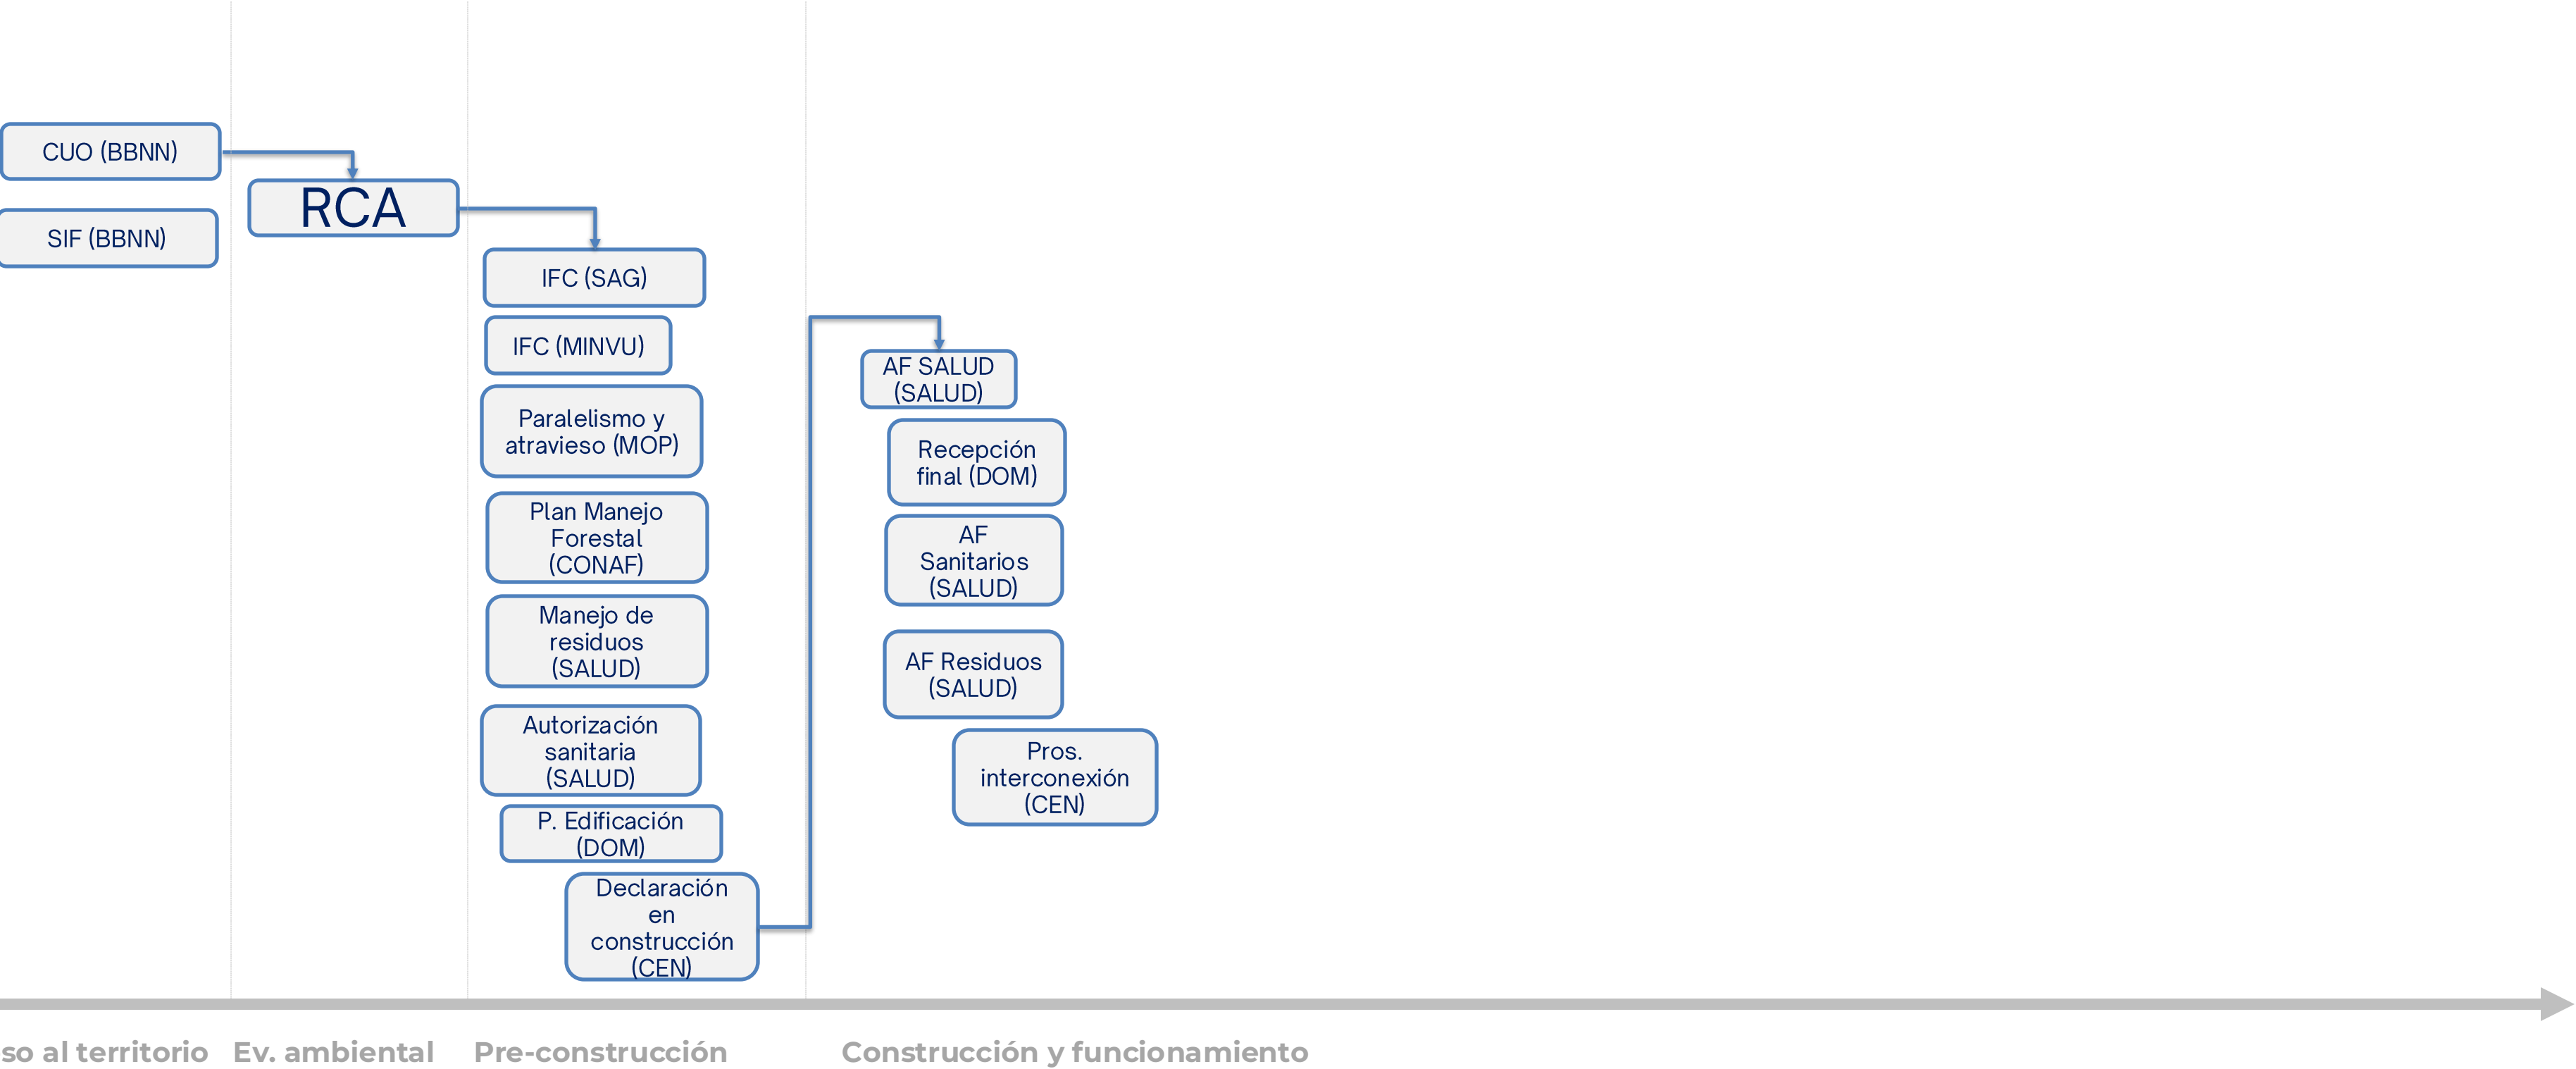 CUO (BBNN)
SIF (BBNN)
RCA
IFC (SAG)
IFC (MINVU)
Paralelismo y
atravieso (MOP)
Plan Manejo
Forestal
(CONAF)
Manejo de
residuos
(SALUD)
Autorización
sanitaria
(SALUD)
P. Edificación
(DOM)
Declaración
en
construcción
(CEN)
AF SALUD
(SALUD)
Recepción
final (DOM)
AF
Sanitarios
(SALUD)
AF Residuos
(SALUD)
Pros.
interconexión
(CEN)
so al territorio
Ev. ambiental
Pre-construcción
Construcción y funcionamiento